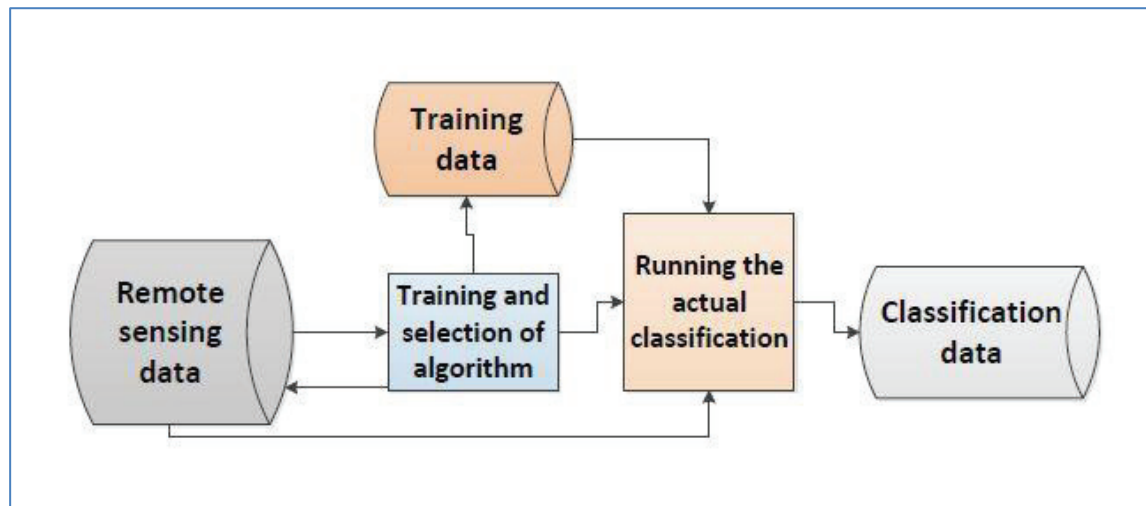 Training
data
Remote
sensing
data
Training and
selection of
algorithm
Running the
actual
classification
Classification
data